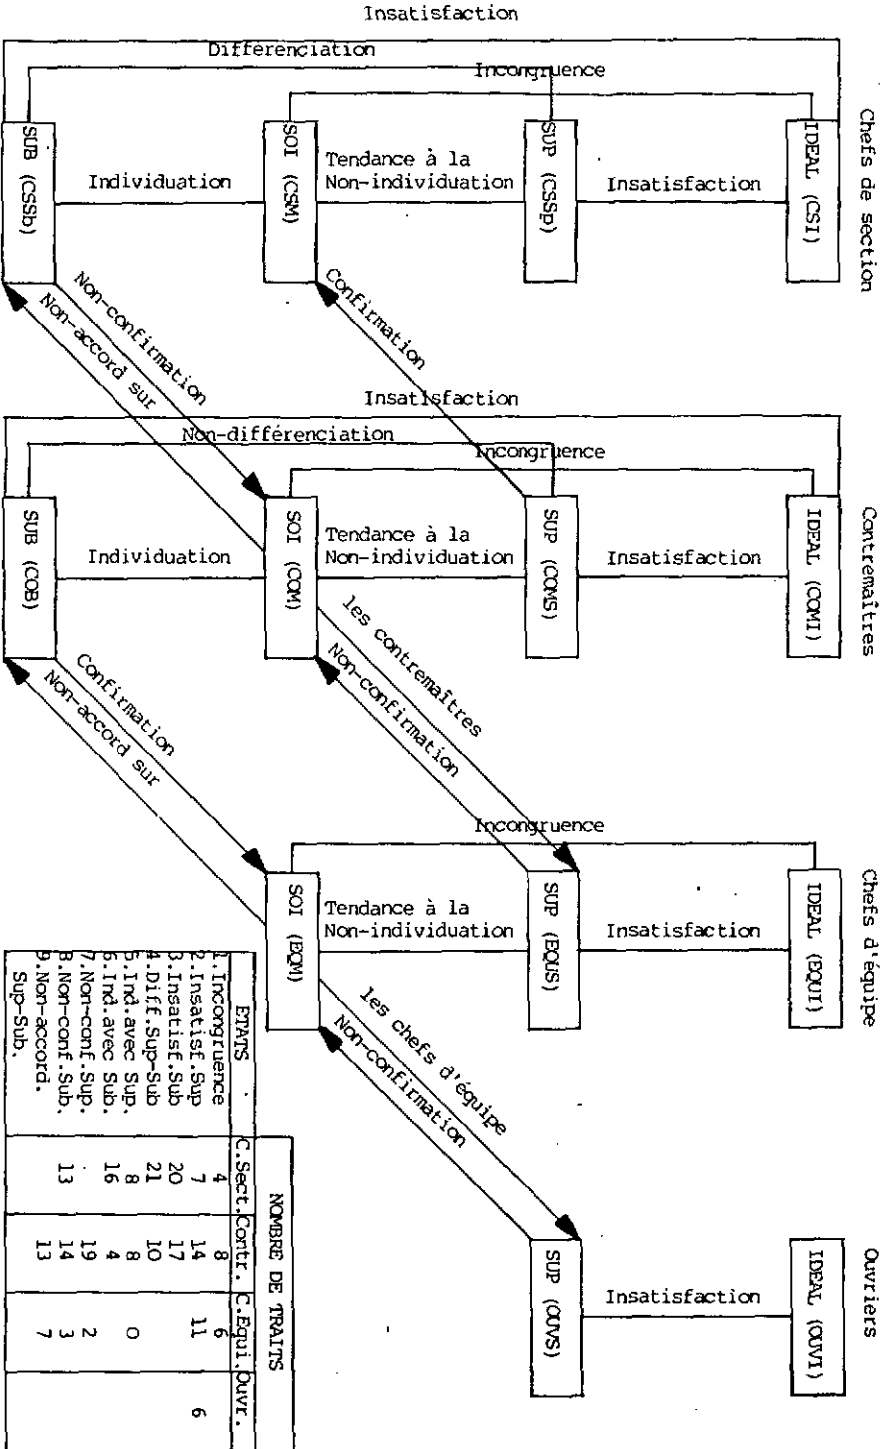 Insatisfaction
Différenciation
Incongruence
Chefs de section
SUB (CSSb)
Individuation
SOI (CSM)
Tendance à la
Non-individuation
SUP (CSSp)
Insatisfaction
IDEAL (CSI)
Non-confirmation
Non-accord sur
Confirmation
Insatisfaction
Non-différenciation
Incongruence
Contremaîtres
SUB (COB)
Individuation
SOI (COM)
Tendance à la
Non-individuation
SUP (COMS)
Insatisfaction
IDEAL (COMI)
Confirmation
Non-accord sur
les contremaîtres
Non-confirmation
Incongruence
Chefs d'équipe
SOI (EQM)
Tendance à la
Non-individuation
SUP (EQUS)
Insatisfaction
IDEAL (EQUI)
les chefs d'équipe
Non-confirmation
Ouvriers
SUP (OUVS)
Insatisfaction
IDEAL (OUVI)
NOMBRE DE TRAITS
ETATS C.Sect. Contr. C.Equi. Ouvr.
1.Incongruence 4 8 6
2.Insatisf.Sup 7 14 11 6
3.Insatisf.Sub 20 17
4.Diff.Sup-Sub 21 10
5.Ind.avec Sup. 8 8 0
6.Ind.avec Sub. 16 4
7.Non-conf.Sup. 19 2
8.Non-conf.Sub. 13 14 3
9.Non-accord. 13 7
Sup-Sub.